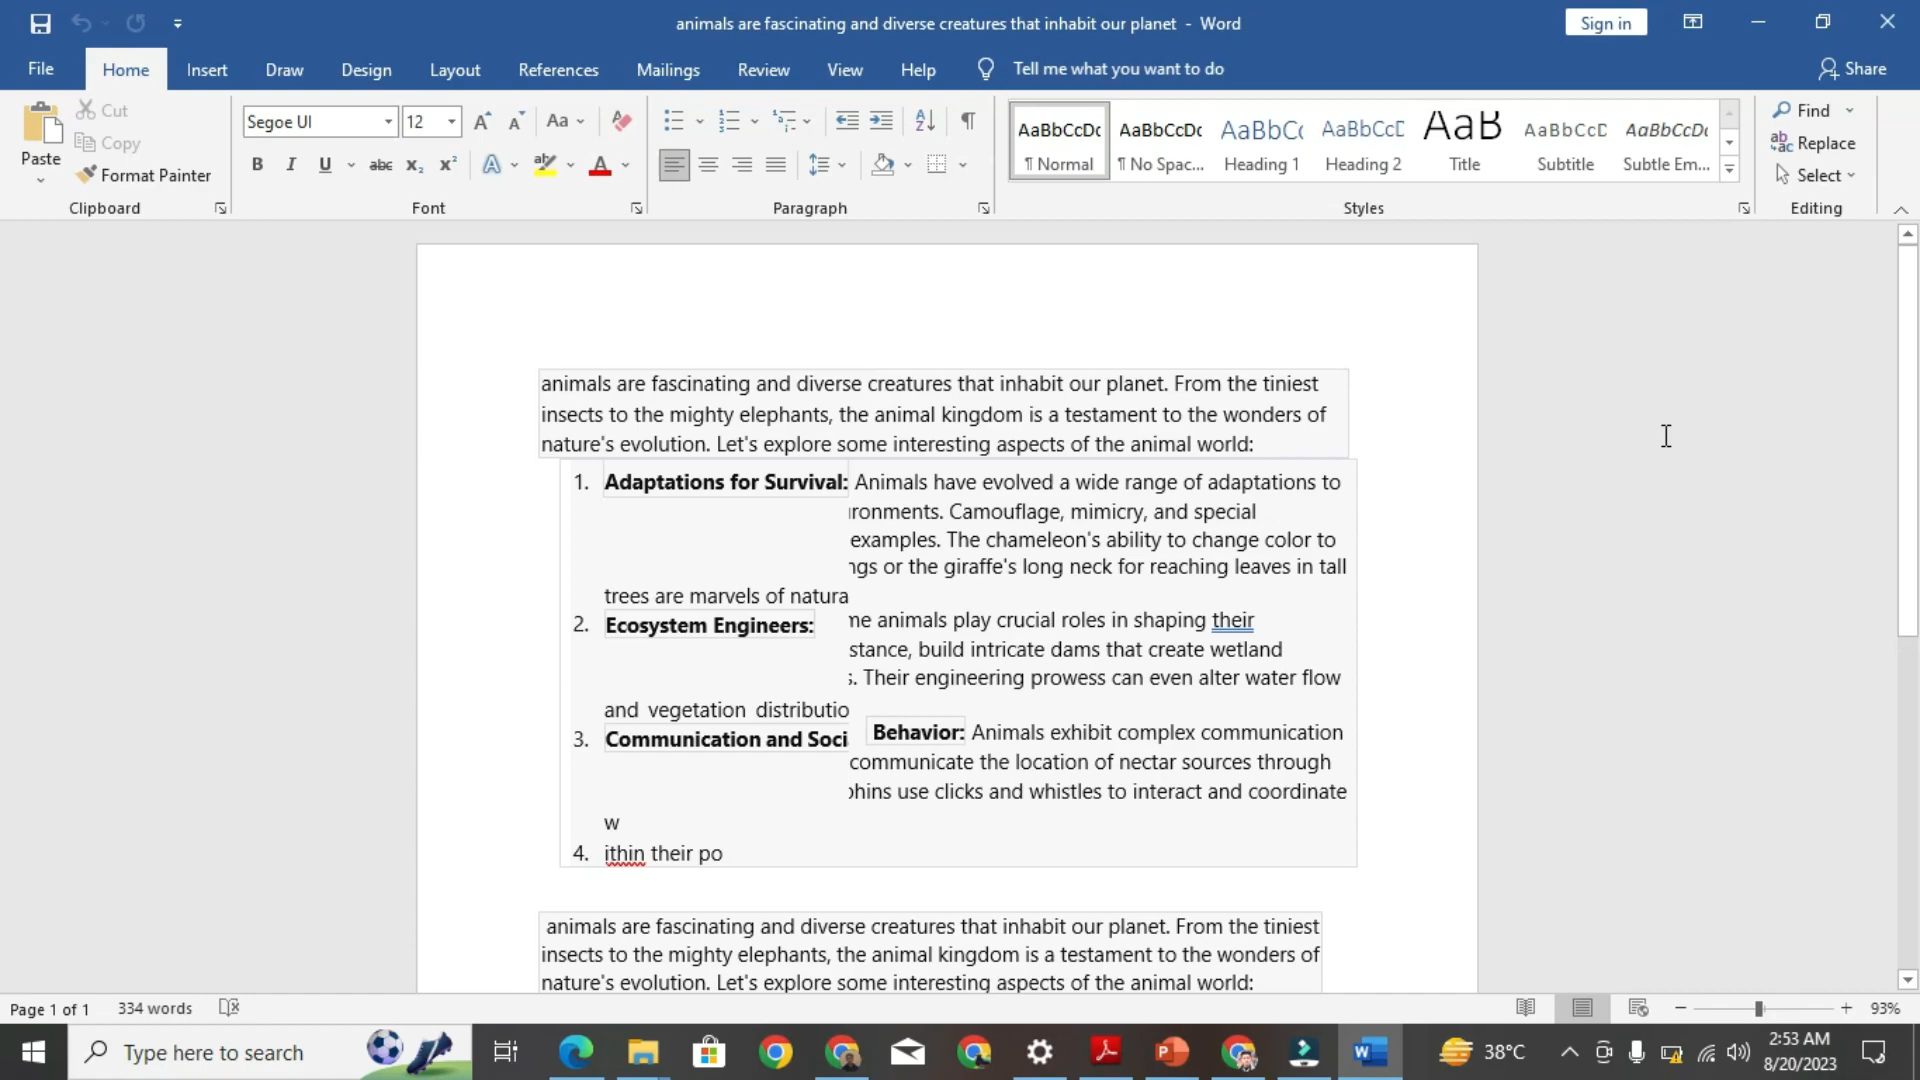 animals are fascinating and diverse creatures that inhabit our planet - Word
Sign in
File
Home
Insert
Draw
Design
Layout
References
Mailings
Review
View
Help
Tell me what you want to do
Share
Paste
Cut
Copy
Format Painter
Clipboard
Segoe UI
12
Font
Paragraph
AaBbCcDc
¶ Normal
AaBbCcDc
¶ No Spac...
AaBbCc
Heading 1
AaBbCcD
Heading 2
AaB
Title
AaBbCcD
Subtitle
AaBbCcDc
Subtle Em...
Styles
Find
Replace
Select
Editing
animals are fascinating and diverse creatures that inhabit our planet. From the tiniest
insects to the mighty elephants, the animal kingdom is a testament to the wonders of
nature's evolution. Let's explore some interesting aspects of the animal world:
1. Adaptations for Survival: Animals have evolved a wide range of adaptations to
ronments. Camouflage, mimicry, and special
examples. The chameleon's ability to change color to
ngs or the giraffe's long neck for reaching leaves in tall
trees are marvels of natura
2. Ecosystem Engineers: me animals play crucial roles in shaping their
stance, build intricate dams that create wetland
s. Their engineering prowess can even alter water flow
and vegetation distributio
3. Communication and Soci Behavior: Animals exhibit complex communication
communicate the location of nectar sources through
phins use clicks and whistles to interact and coordinate
w
4. ithin their po
animals are fascinating and diverse creatures that inhabit our planet. From the tiniest
insects to the mighty elephants, the animal kingdom is a testament to the wonders of
nature's evolution. Let's explore some interesting aspects of the animal world:
Page 1 of 1
334 words
93%
Type here to search
38°C
2:53 AM
8/20/2023